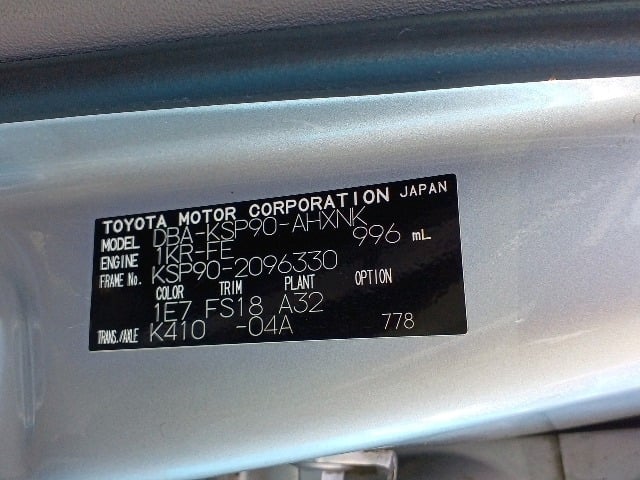 TOYOTA MOTOR CORPORATION JAPAN
MODEL DBA-KSP90-AHXNK
ENGINE 1KR-FE 996 mL
FRAME No. KSP90-2096330
COLOR TRIM PLANT OPTION
1E7 FS18 A32
TRANS./AXLE K410 -04A 778